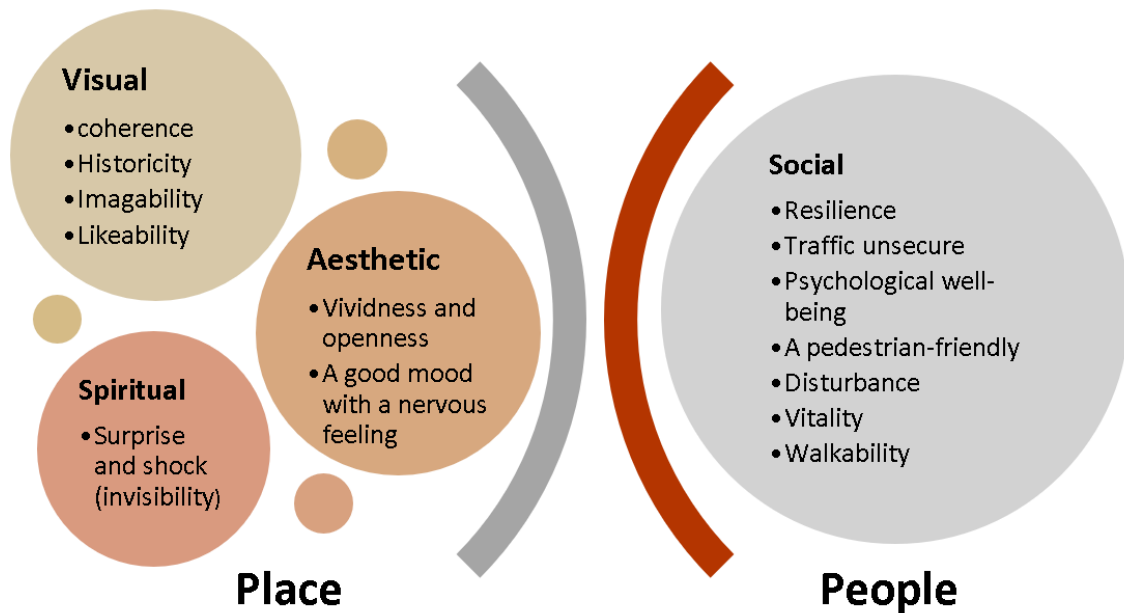 Visual
•coherence
•Historicity
•Imagability
•Likeability
Aesthetic
•Vividness and
openness
•A good mood
with a nervous
feeling
Spiritual
•Surprise
and shock
(invisibility)
Place
Social
•Resilience
•Traffic unsecure
•Psychological well-
being
•A pedestrian-friendly
•Disturbance
•Vitality
•Walkability
People